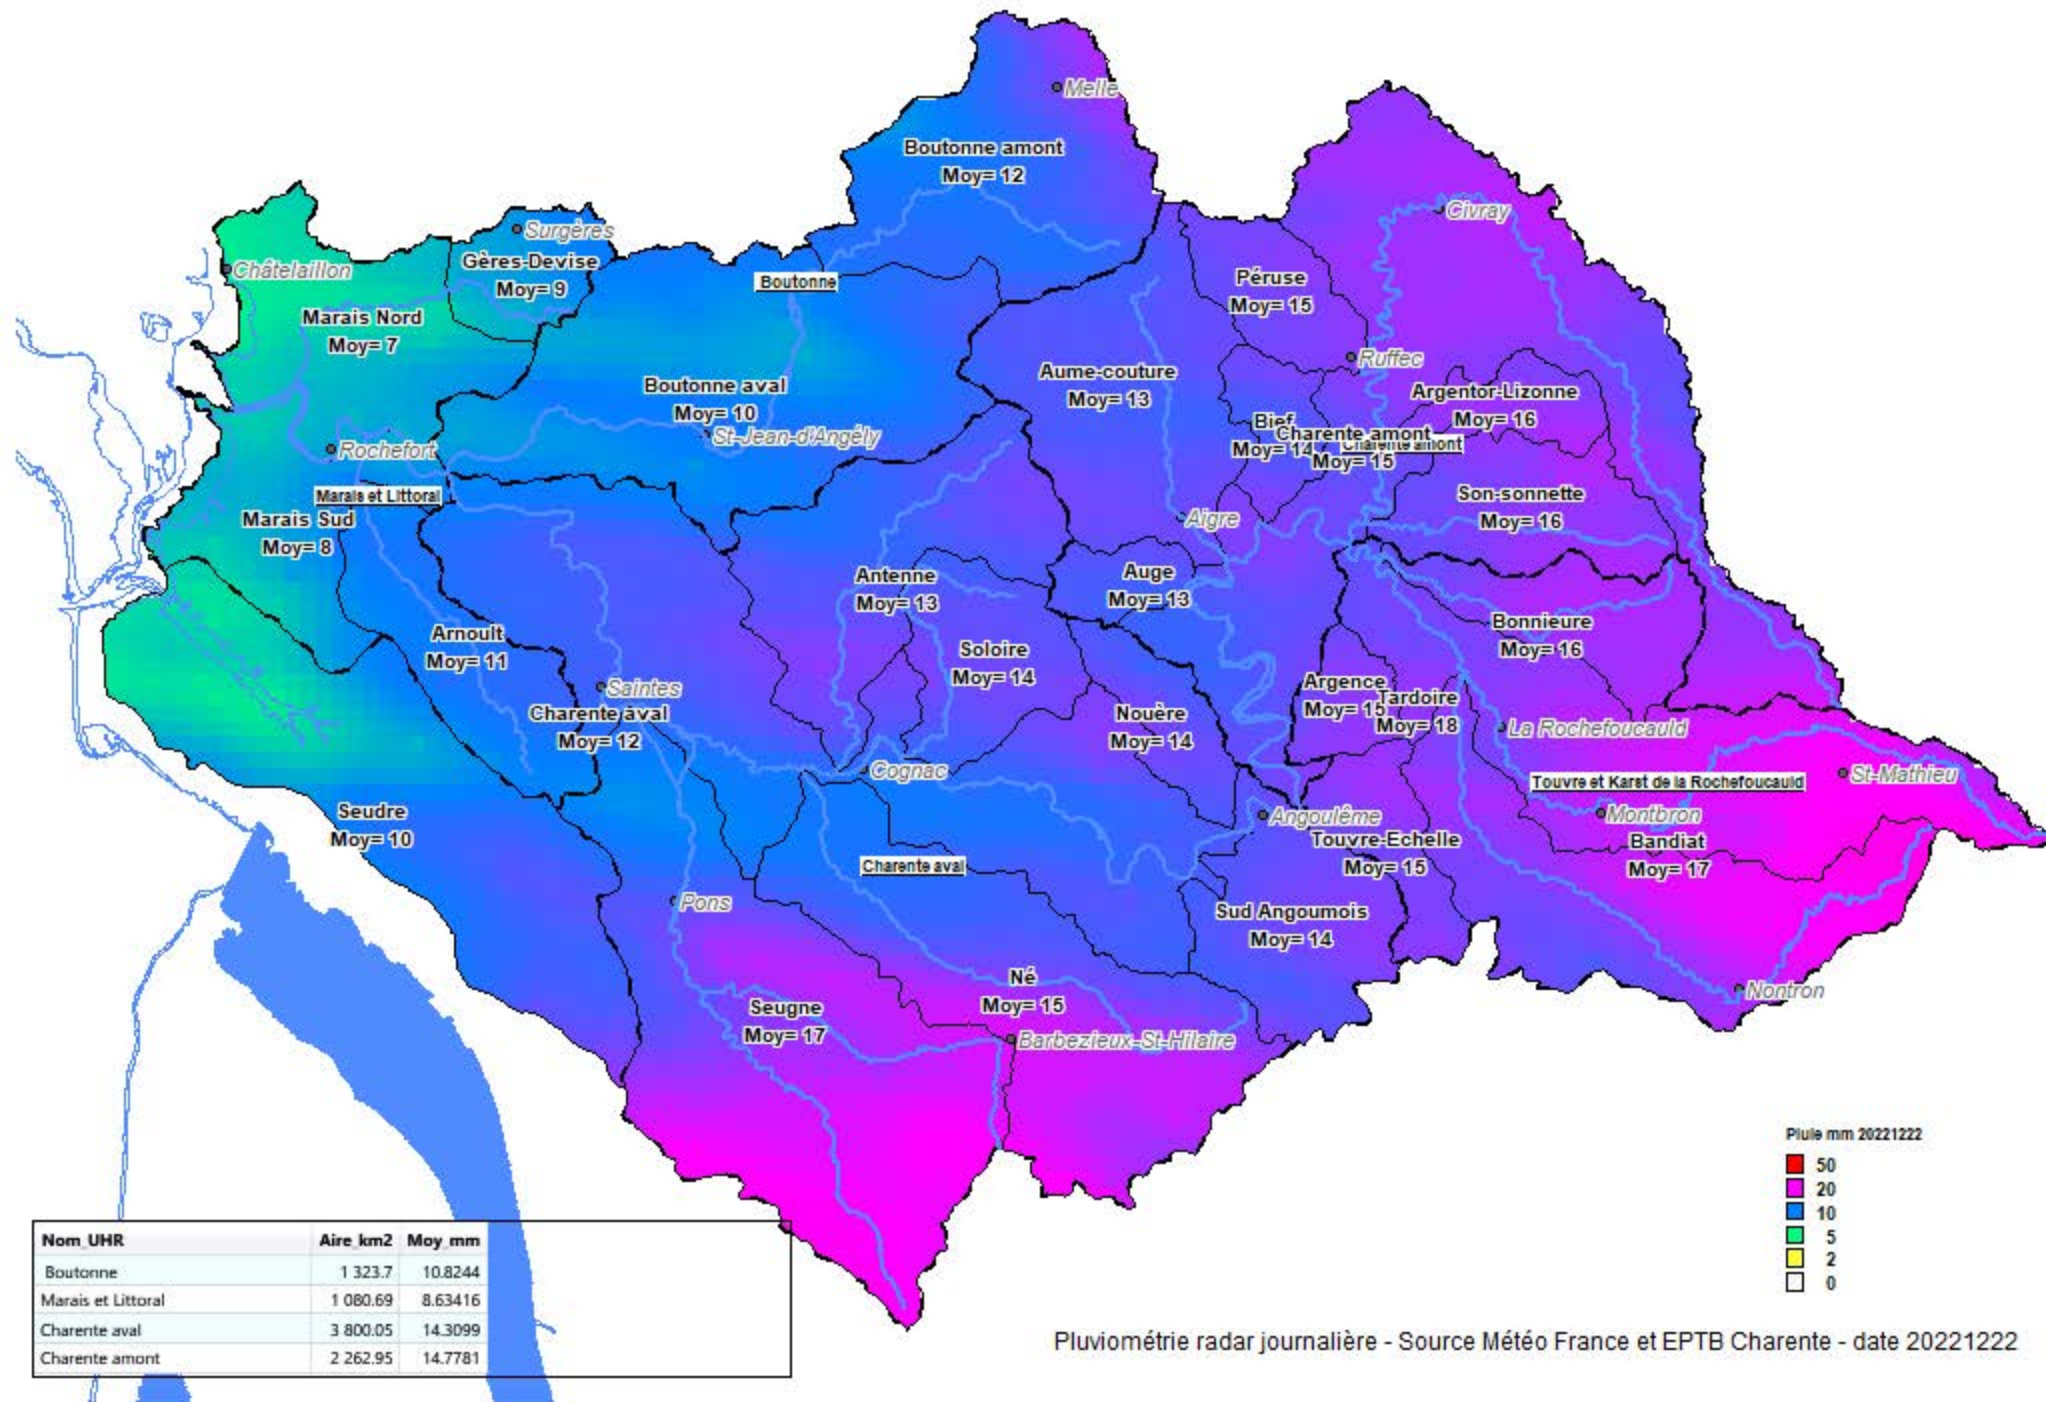 Melle
Boutonne amont
Moy= 12
Civray
Surgères
Châtelaillon
Gères-Devise
Moy= 9
Boutonne
Péruse
Moy= 15
Marais Nord
Moy= 7
Ruffec
Aume-couture
Moy= 13
Boutonne aval
Moy= 10
St-Jean-d'Angély
Argentor-Lizonne
Moy= 16
Bief
Moy= 14
Charente amont
Moy= 15
Charente amont
Rochefort
Marais et Littoral
Marais Sud
Moy= 8
Son-sonnette
Moy= 16
Aigre
Antenne
Moy= 13
Auge
Moy= 13
Arnoult
Moy= 11
Soloire
Moy= 14
Bonnieure
Moy= 16
Saintes
Charente aval
Moy= 12
Argence
Moy= 15
Tardoire
Moy= 18
Nouère
Moy= 14
La Rochefoucauld
Cognac
Touvre et Karst de la Rochefoucauld
St-Mathieu
Seudre
Moy= 10
Angoulême
Montbron
Touvre-Echelle
Moy= 15
Bandiat
Moy= 17
Charente aval
Pons
Sud Angoumois
Moy= 14
Né
Moy= 15
Seugne
Moy= 17
Nontron
Barbezieux-St-Hilaire
Pluie mm 20221222
50
20
10
5
2
0
Nom_UHR Aire_km2 Moy_mm
Boutonne 1 323.7 10.8244
Marais et Littoral 1 080.69 8.63416
Charente aval 3 800.05 14.3099
Charente amont 2 262.95 14.7781
Pluviométrie radar journalière - Source Météo France et EPTB Charente - date 20221222